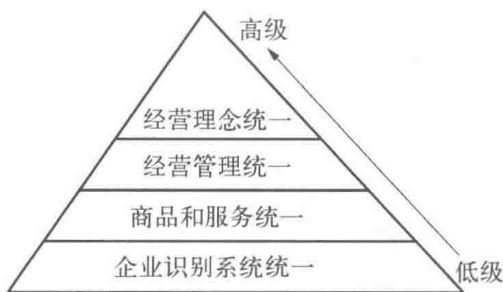 高级
经营理念统一
经营管理统一
商品和服务统一
企业识别系统统一
低级